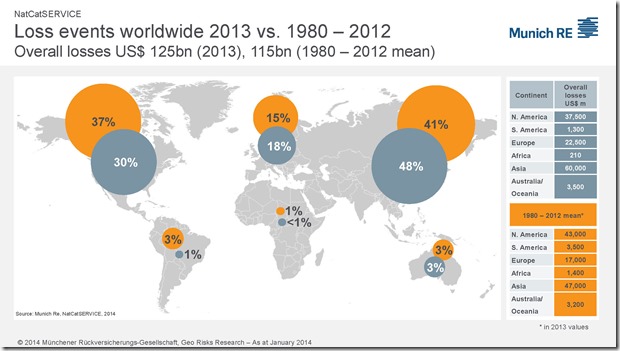 NatCatSERVICE
Loss events worldwide 2013 vs. 1980 – 2012
Overall losses US$ 125bn (2013), 115bn (1980 – 2012 mean)
Munich RE
37%
30%
15%
18%
41%
48%
1%
<1%
3%
1%
3%
3%
Continent
Overall
losses
US$ m
N. America 37,500
S. America 1,300
Europe 22,500
Africa 210
Asia 60,000
Australia/
Oceania 3,500
1980 – 2012 mean*
N. America 43,000
S. America 3,500
Europe 17,000
Africa 1,400
Asia 47,000
Australia/
Oceania 3,200
* in 2013 values
Source: Munich Re, NatCatSERVICE, 2014
© 2014 Münchener Rückversicherungs-Gesellschaft, Geo Risks Research – As at January 2014